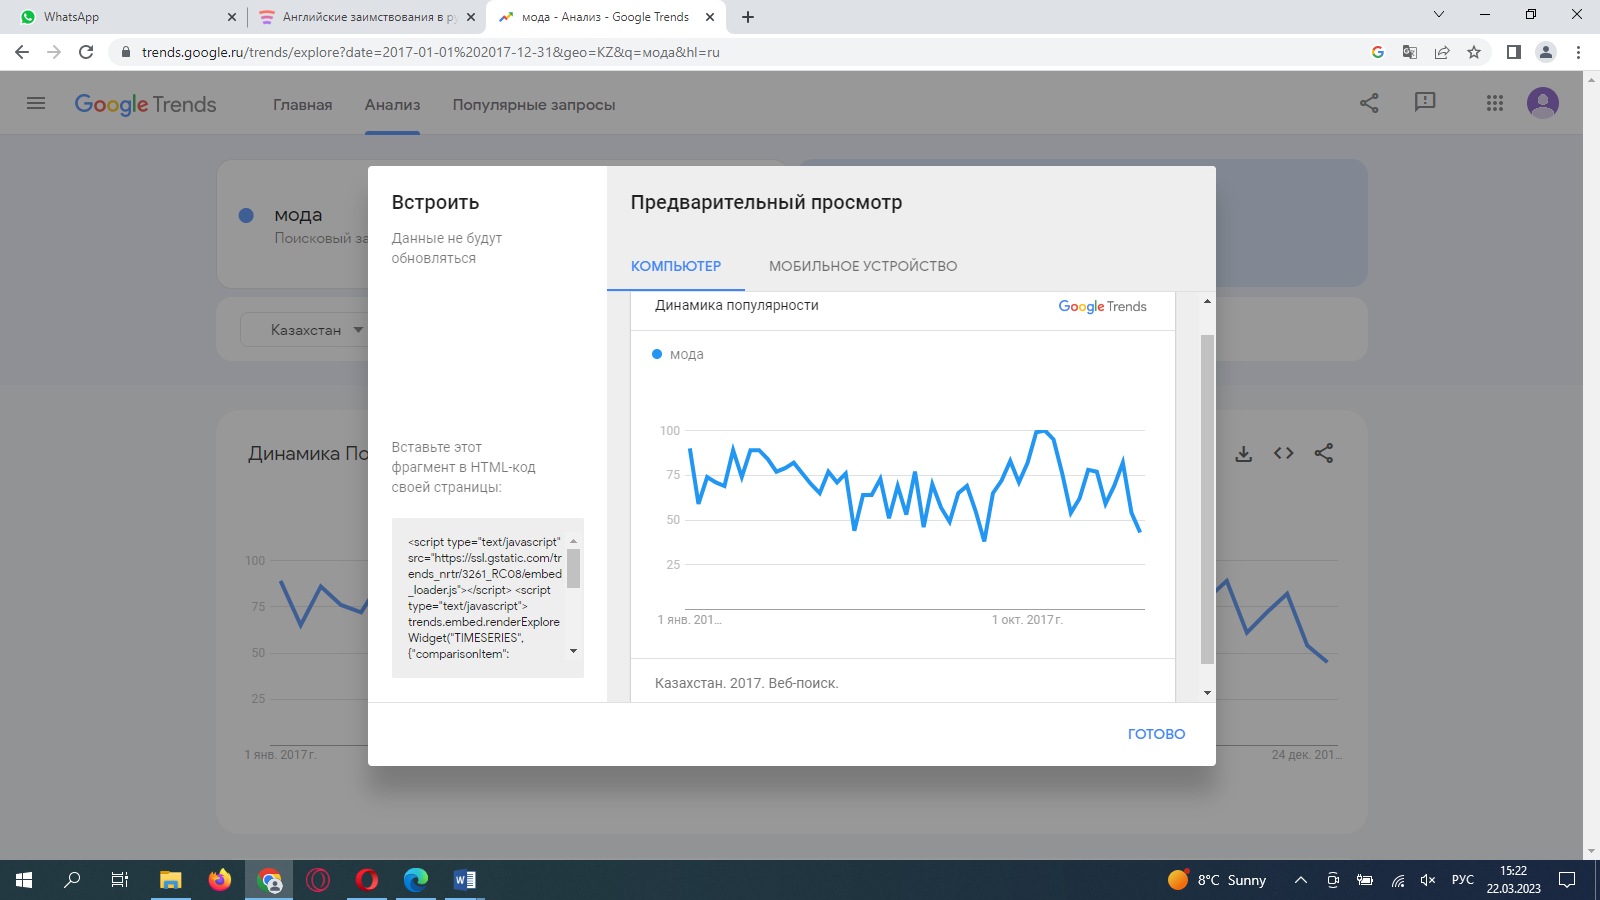 WhatsApp
Английские заимствования в ру
мода - Анализ - Google Trends
trends.google.ru/trends/explore?date=2017-01-01%202017-12-31&geo=KZ&q=мода&hl=ru
Google Trends
Главная
Анализ
Популярные запросы
мода
Поисковый за
Казахстан
Динамика По
100
75
50
25
1 янв. 2017 г.
24 дек. 201...
Встроить
Данные не будут
обновляться
Вставьте этот
фрагмент в HTML-код
своей страницы:
<script type="text/javascript"
src="https://ssl.gstatic.com/tr
ends_nrtr/3261_RC08/embed
_loader.js"></script> <script
type="text/javascript">
trends.embed.renderExplore
Widget("TIMESERIES",
{"comparisonItem":
Предварительный просмотр
КОМПЬЮТЕР
МОБИЛЬНОЕ УСТРОЙСТВО
Динамика популярности
Google Trends
мода
100
75
50
25
1 янв. 201...
1 окт. 2017 г.
Казахстан. 2017. Веб-поиск.
ГОТОВО
8°C Sunny
РУС
15:22
22.03.2023